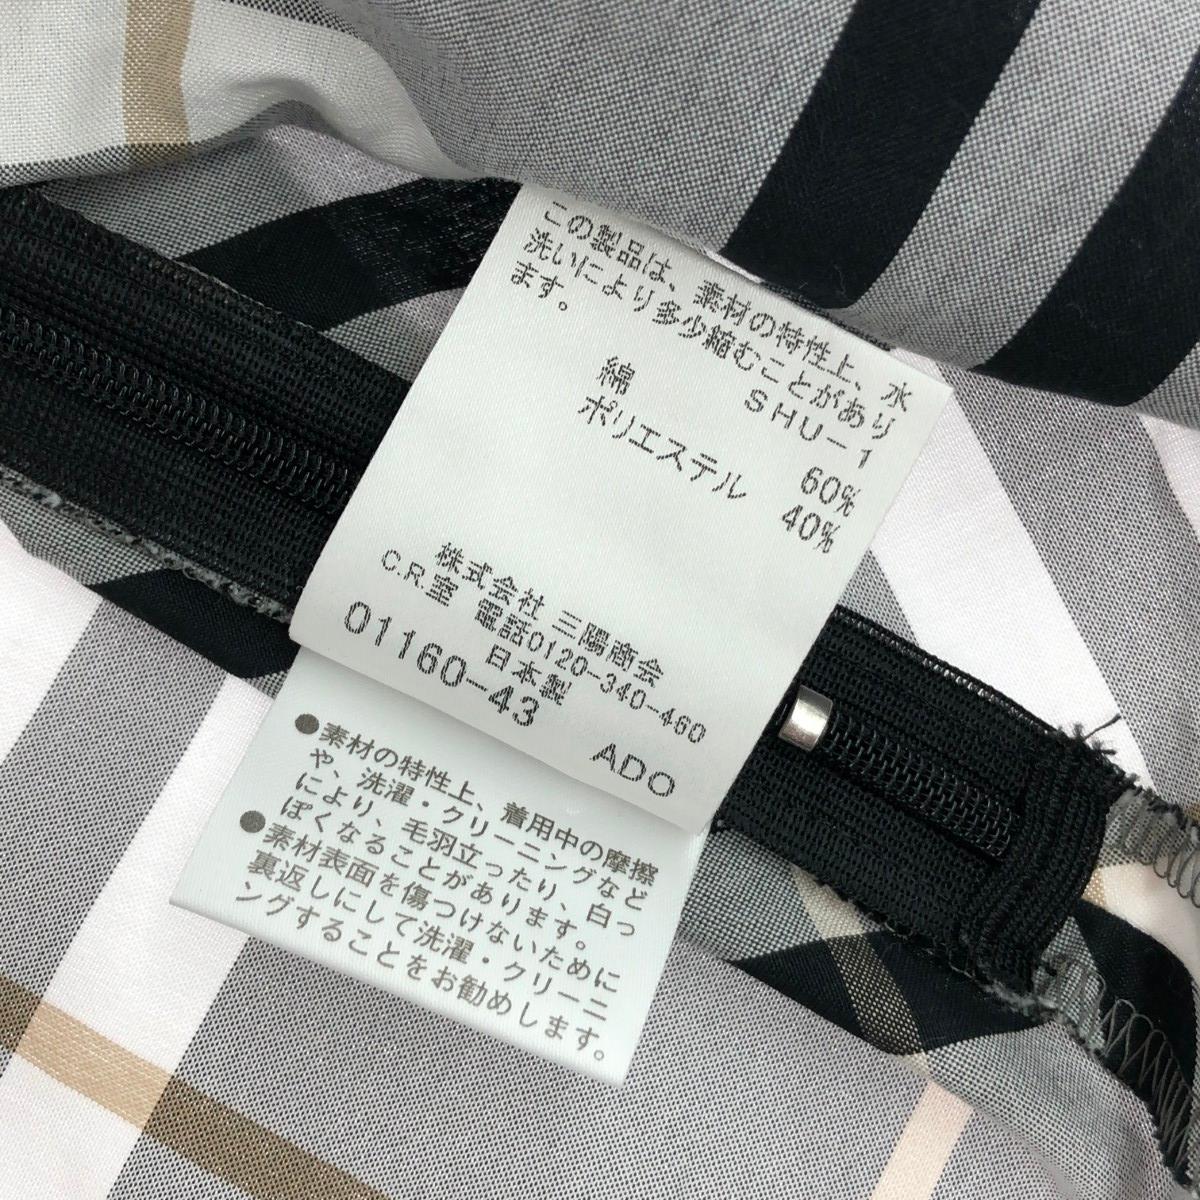 この製品は、素材の特性上、水
洗いにより多少縮むことがあり
ます。
SHU-1
綿 60%
ポリエステル 40%
株式会社 三陽商会
C.R.室 電話0120-340-460
日本製
01160-43 ADO
●素材の特性上、着用中の摩擦
や、洗濯・クリーニングなど
により、毛羽立ったり、白っ
ぽくなることがあります。
●素材表面を傷つけないために
裏返しにして洗濯・クリーニ
ングすることをお勧めします。